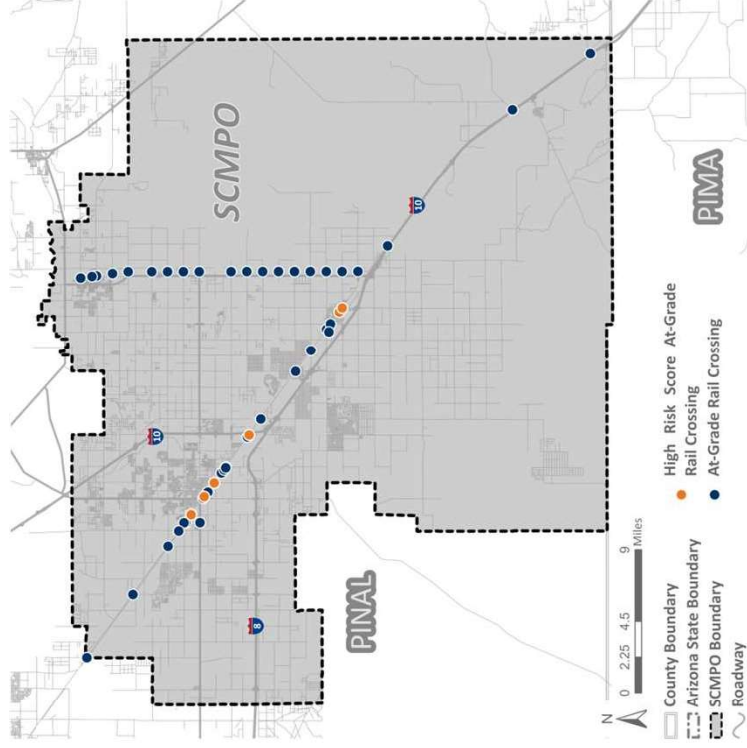 SCMPO
10
10
8
PINAL
PIMA
N
0 2.25 4.5 9
Miles
County Boundary
Arizona State Boundary
SCMPO Boundary
Roadway
High Risk Score At-Grade
Rail Crossing
At-Grade Rail Crossing